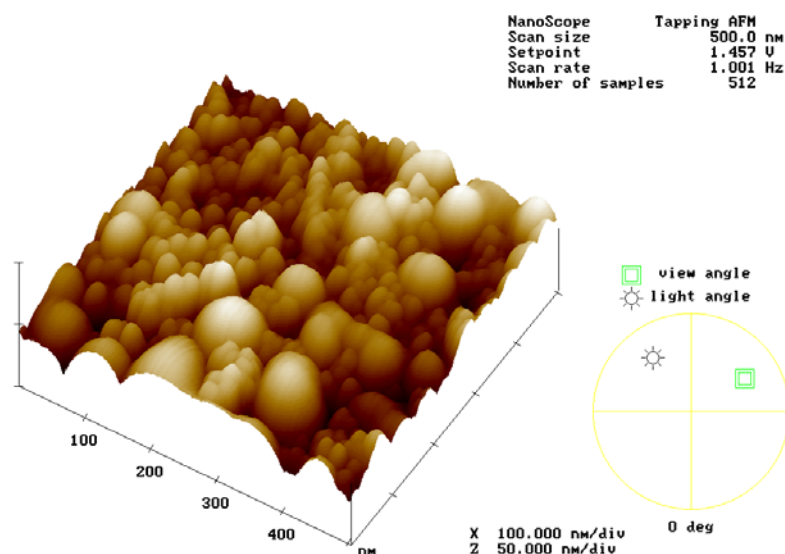 NanoScope Tapping AFM
Scan size 500.0 nm
Setpoint 1.457 V
Scan rate 1.001 Hz
Number of samples 512
view angle
light angle
100
200
300
400
nm
X 100.000 nm/div
Z 50.000 nm/div
0 deg